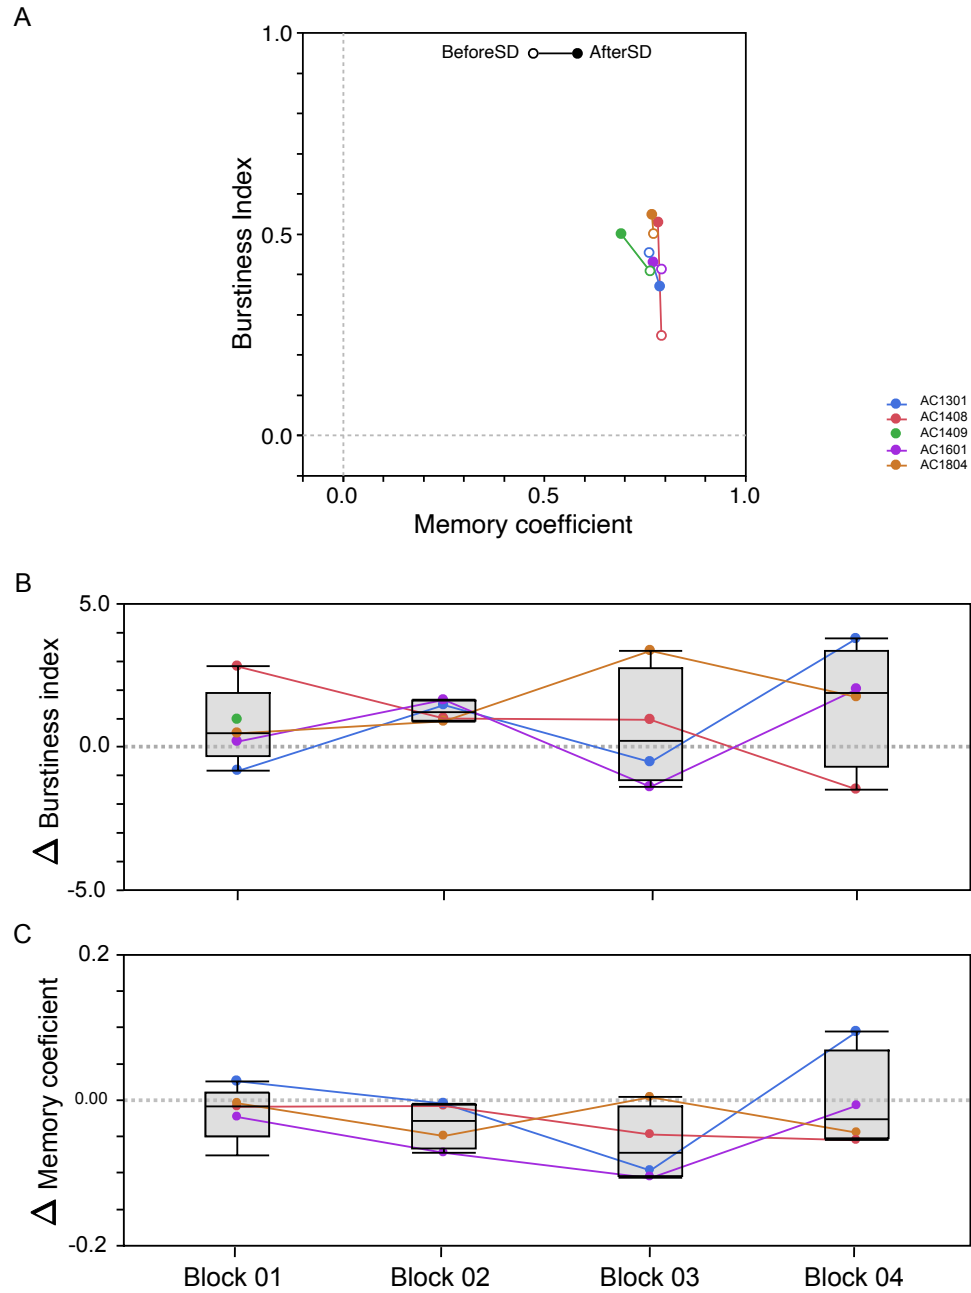 A
1.0
BeforeSD AfterSD
Burstiness Index
0.5
0.0
0.0 0.5 1.0
Memory coefficient
AC1301
AC1408
AC1409
AC1601
AC1804
B
5.0
0.0
-5.0
Δ Burstiness index
C
0.2
0.00
-0.2
Δ Memory coeficient
Block 01 Block 02 Block 03 Block 04